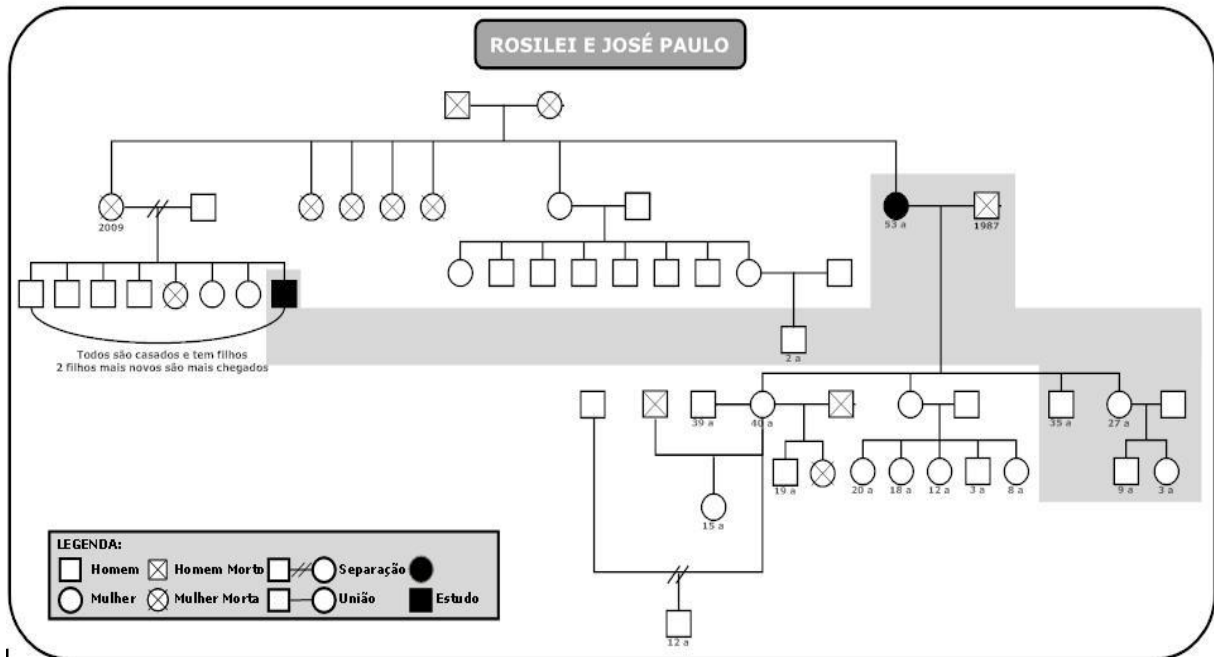 ROSILEI E JOSÉ PAULO
2009
53 a
1987
Todos são casados e tem filhos
2 filhos mais novos são mais chegados
2 a
39 a
40 a
35 a
27 a
19 a
20 a
18 a
12 a
3 a
8 a
9 a
3 a
15 a
12 a
LEGENDA:
Homem Homem Morto Separação
Mulher Mulher Morta União Estudo